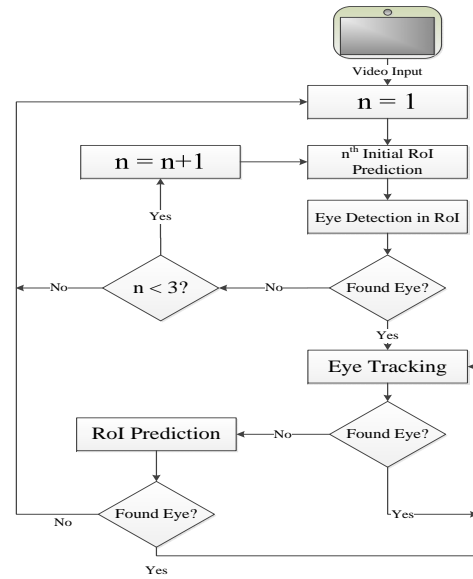 Video Input
n = 1
n = n+1
nth Initial RoI
Prediction
Yes
Eye Detection in RoI
No
n < 3?
No
Found Eye?
Yes
Eye Tracking
RoI Prediction
No
Found Eye?
No
Found Eye?
Yes
Yes